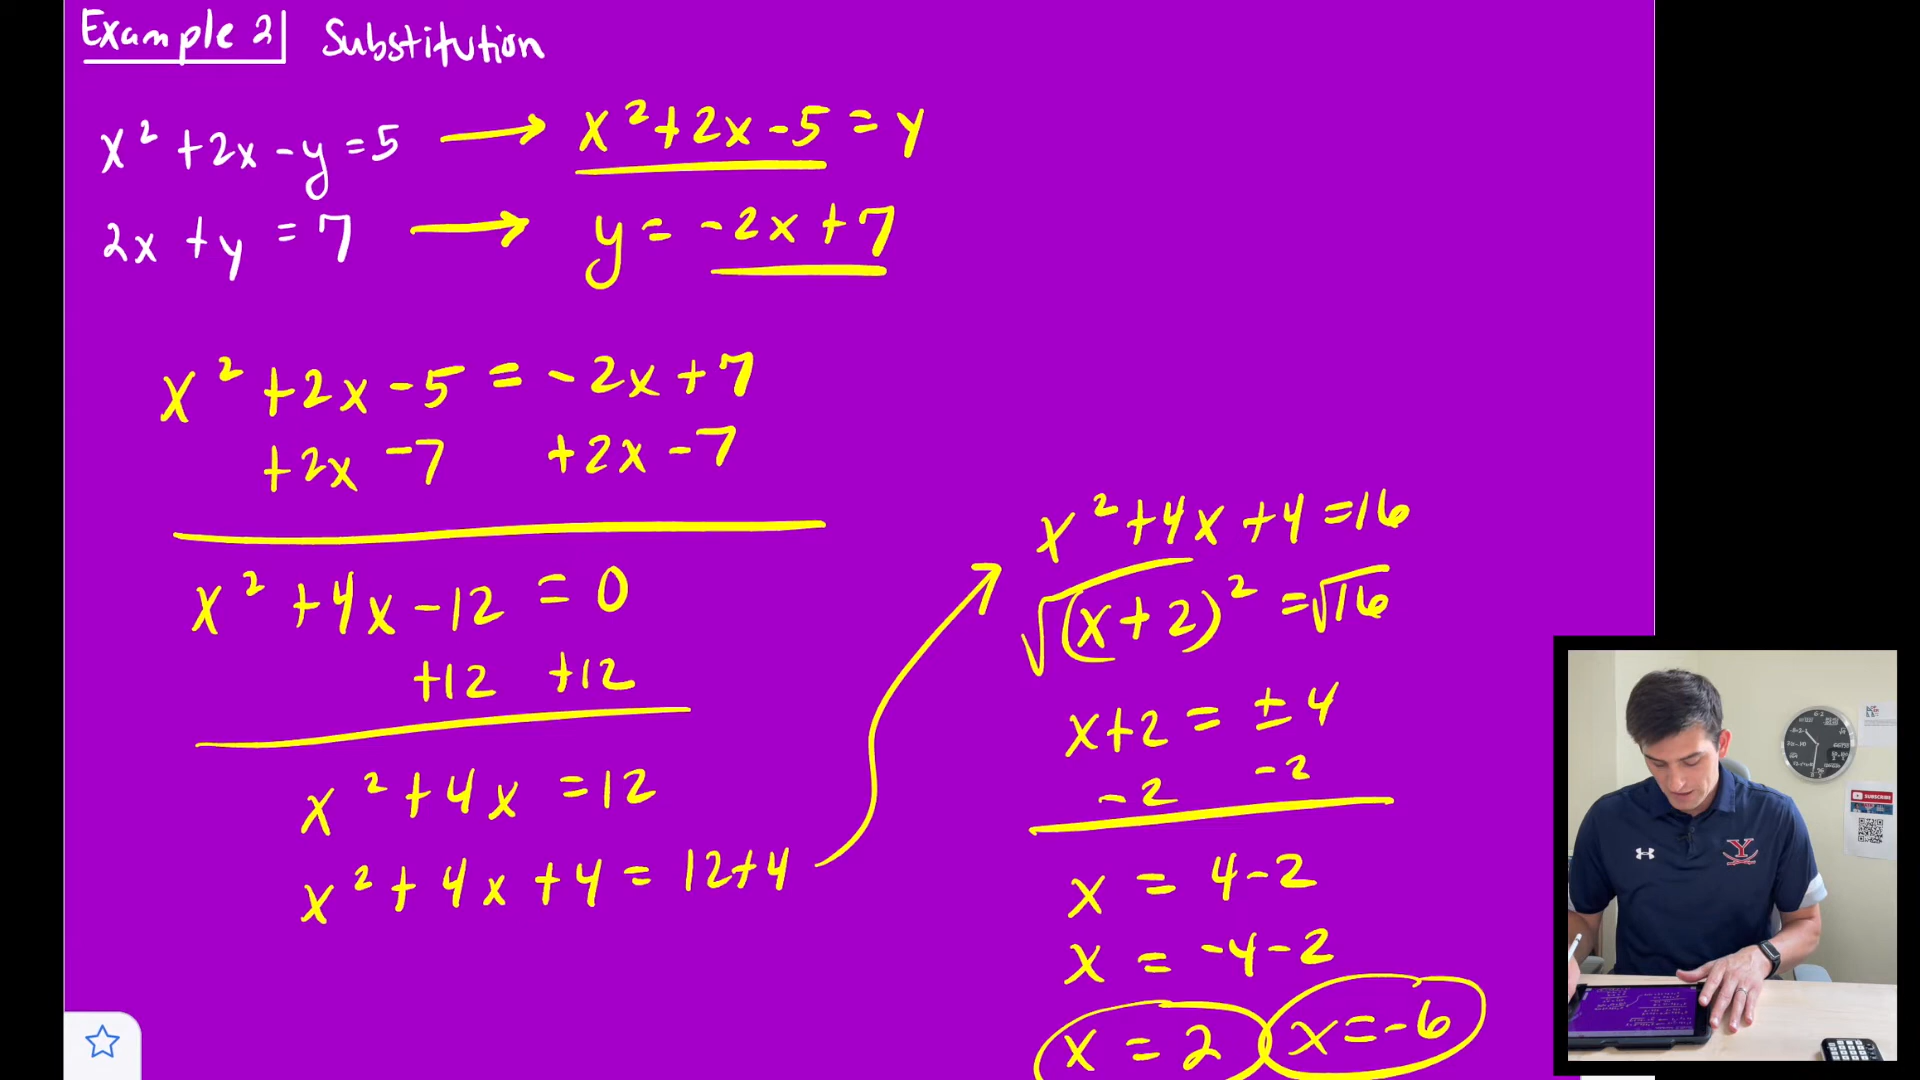 Example 2 Substitution
x² + 2x - y = 5 → x² + 2x - 5 = y
2x + y = 7 → y = -2x + 7
x² + 2x - 5 = -2x + 7
+2x -7 +2x -7
x² + 4x - 12 = 0
+12 +12
x² + 4x = 12
x² + 4x + 4 = 12+4
x² + 4x + 4 = 16
√(x+2)² = √16
x+2 = ± 4
-2 -2
x = 4-2
x = -4-2
x = 2 x = -6
SUBSCRIBE
Y